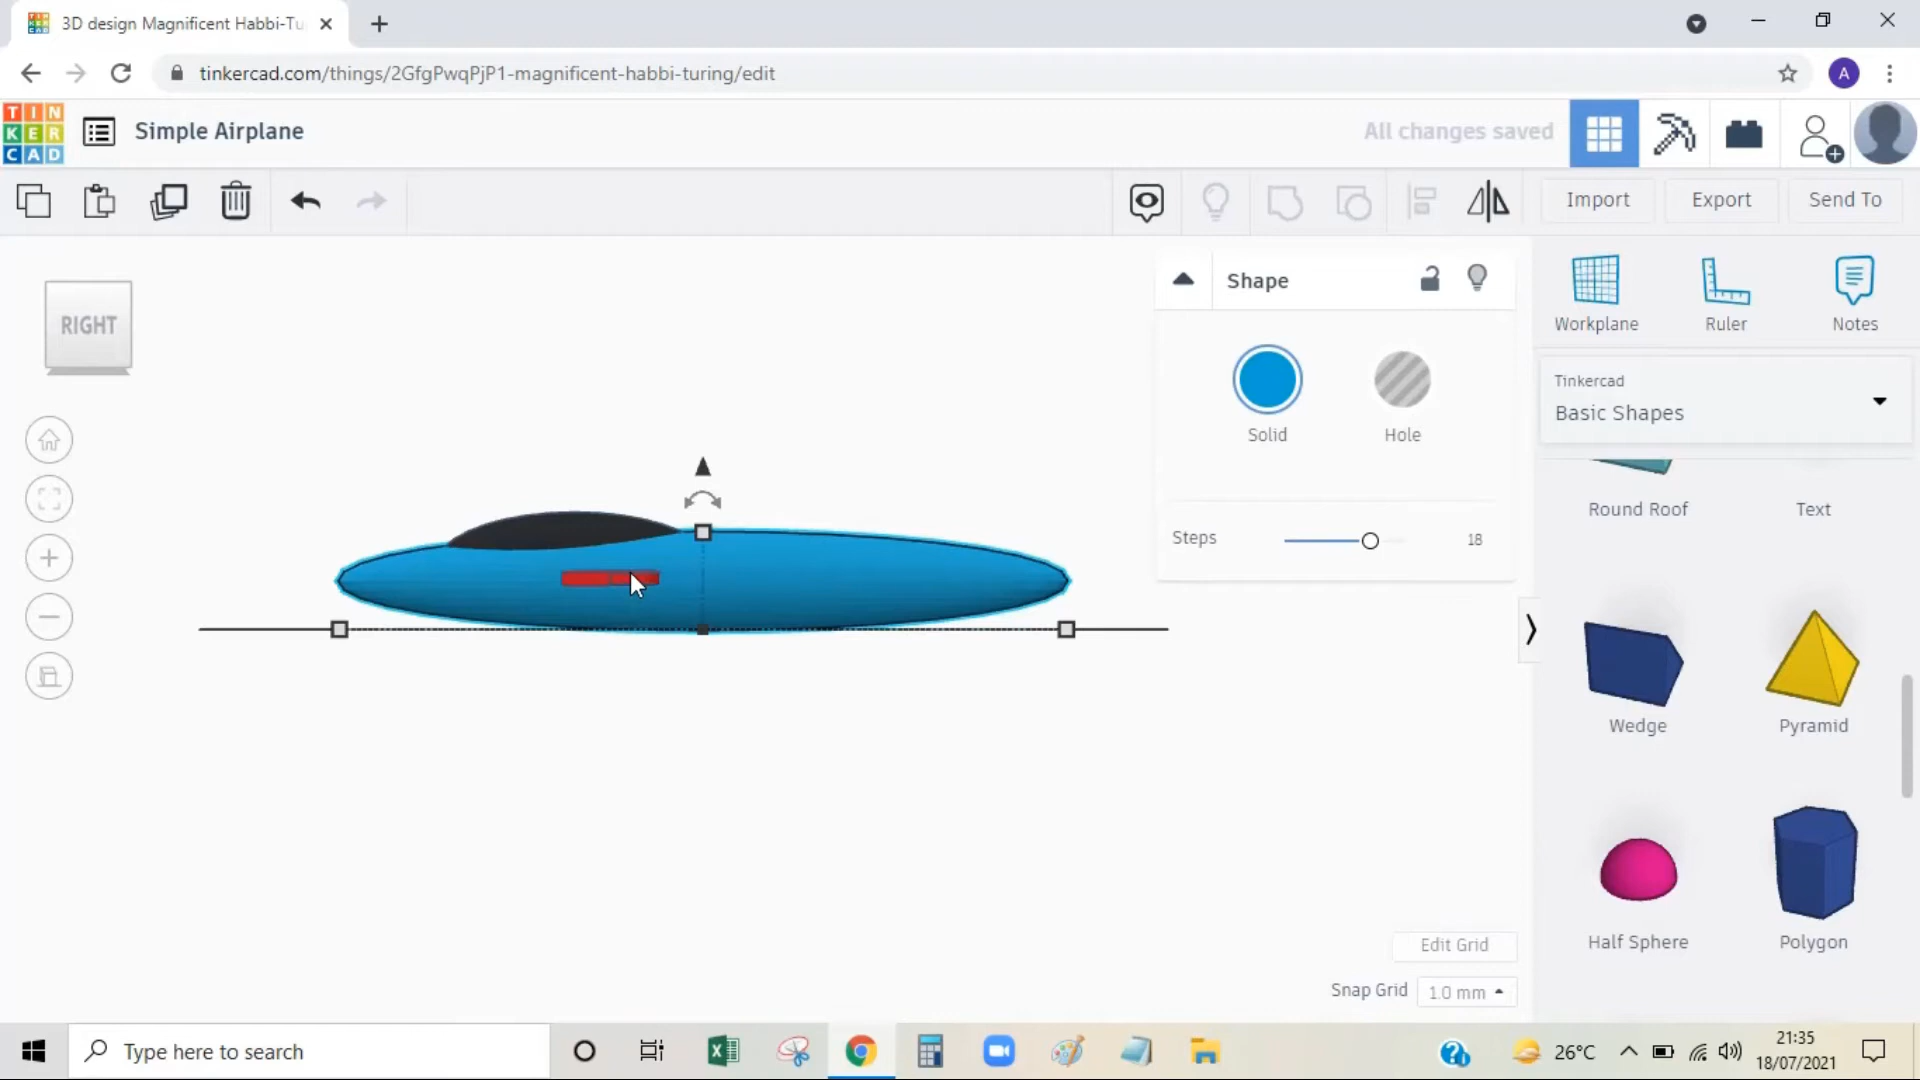 3D design Magnificent Habbi-Tu
tinkercad.com/things/2GfgPwqPjP1-magnificent-habbi-turing/edit
A
TIN
KER
CAD
Simple Airplane
All changes saved
Import
Export
Send To
RIGHT
Shape
Solid
Hole
Steps
18
Workplane
Ruler
Notes
Tinkercad
Basic Shapes
Round Roof
Text
Wedge
Pyramid
Half Sphere
Polygon
Edit Grid
Snap Grid
1.0 mm
Type here to search
26°C
21:35
18/07/2021